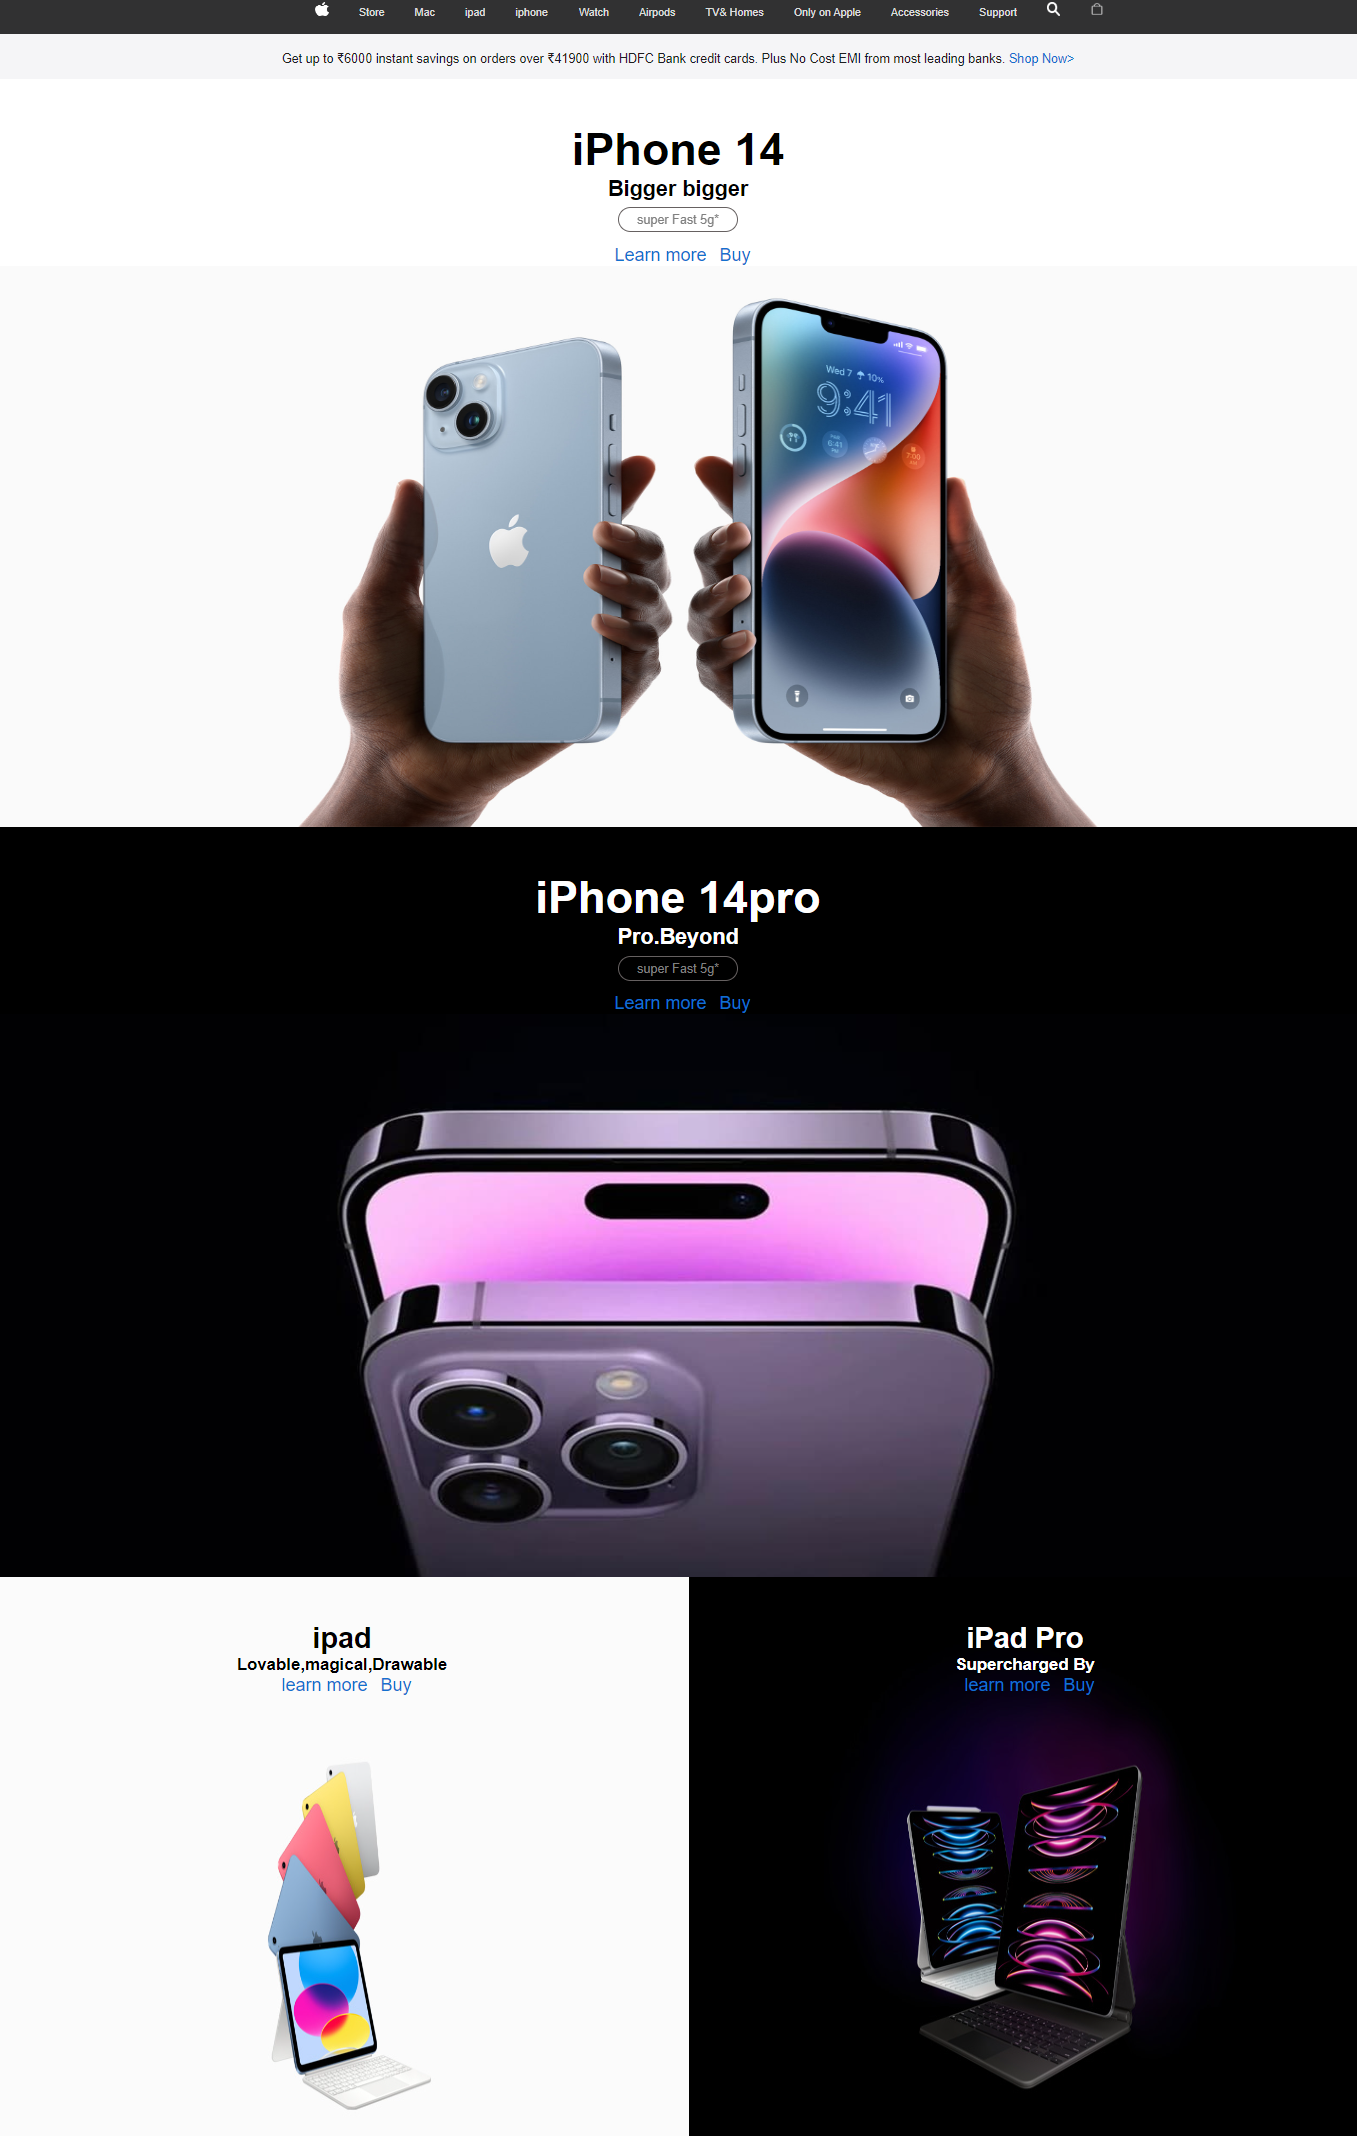 Store Mac ipad iphone Watch Airpods TV& Homes Only on Apple Accessories Support
Get up to ₹6000 instant savings on orders over ₹41900 with HDFC Bank credit cards. Plus No Cost EMI from most leading banks. Shop Now>
iPhone 14
Bigger bigger
super Fast 5g*
Learn more Buy
Wed 7 10%
9:41
6:41
7:00
iPhone 14pro
Pro.Beyond
super Fast 5g*
Learn more Buy
ipad
Lovable,magical,Drawable
learn more Buy
iPad Pro
Supercharged By
learn more Buy